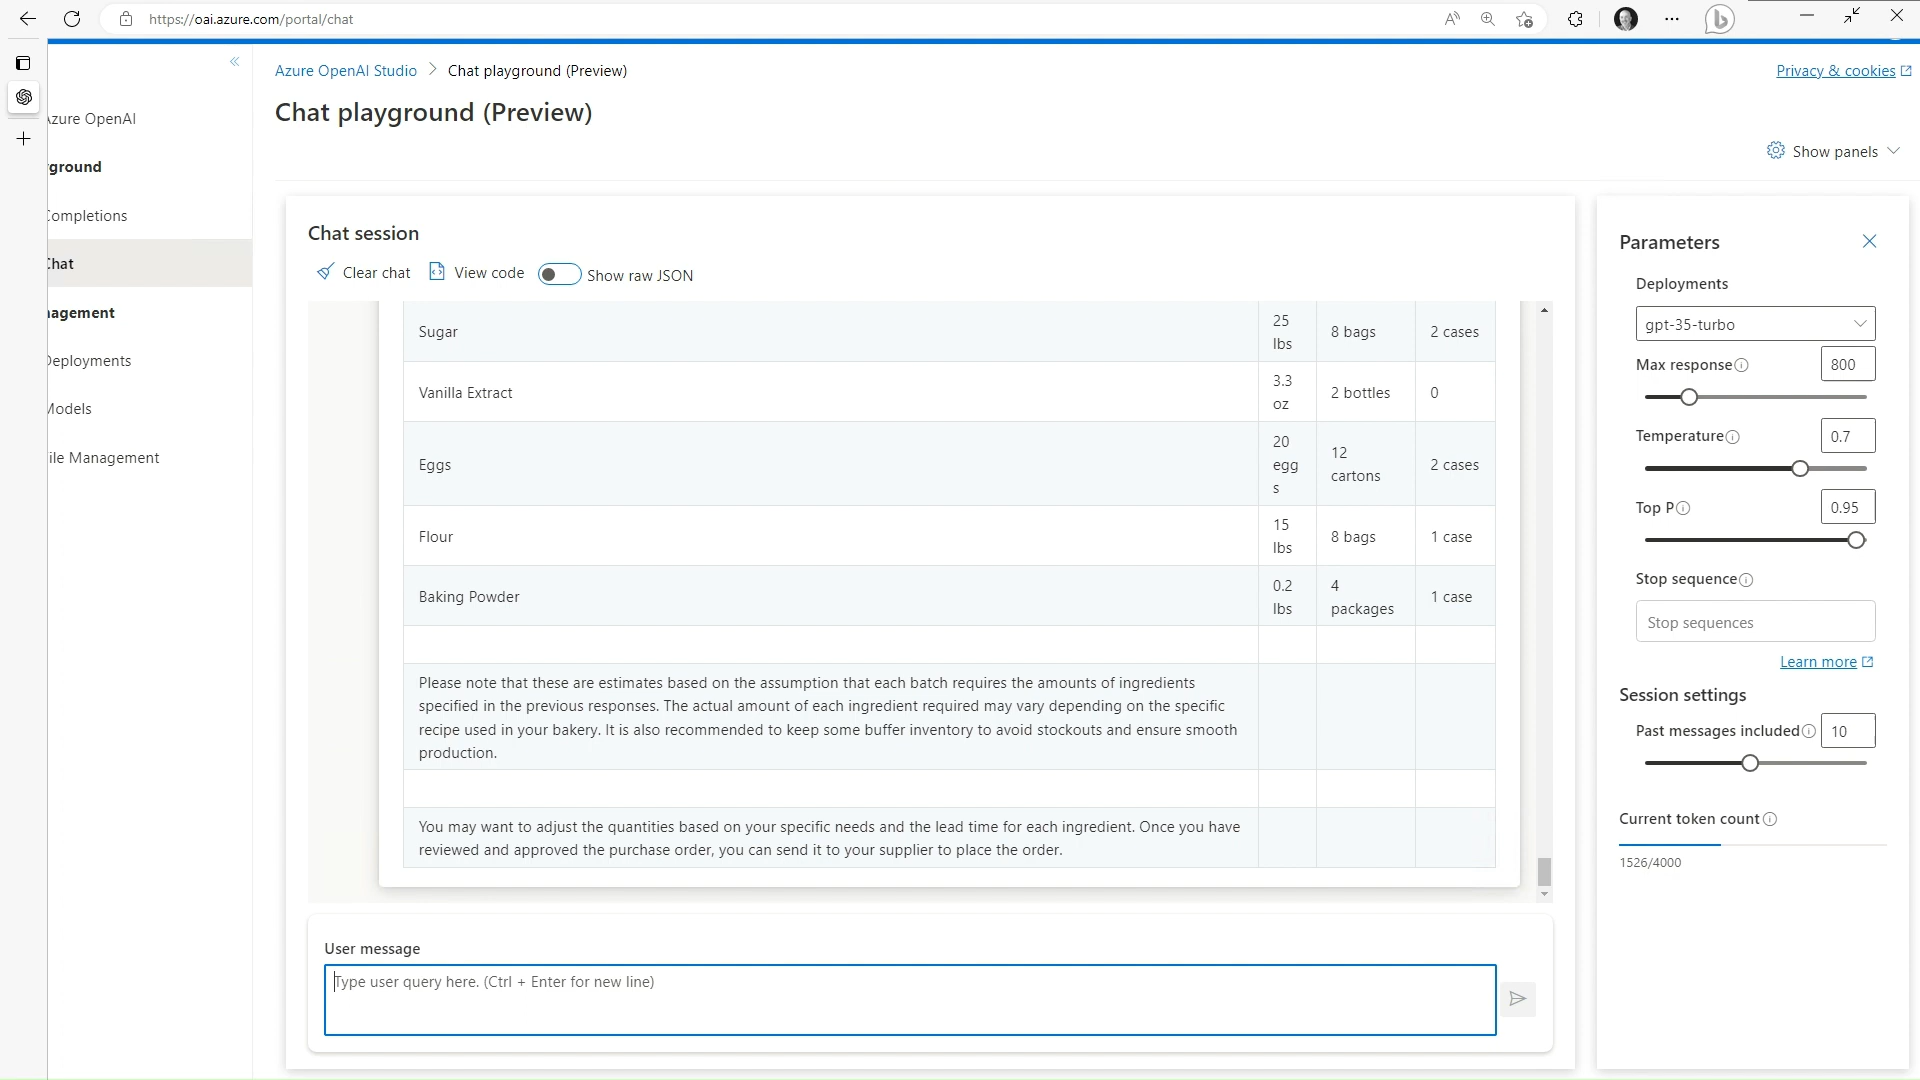 https://oai.azure.com/portal/chat
Azure OpenAI Studio > Chat playground (Preview)
Privacy & cookies
Chat playground (Preview)
zure OpenAI
ground
Show panels
ompletions
hat
agement
eployments
odels
ile Management
Chat session
Clear chat
View code
Show raw JSON
Sugar
25
lbs
8 bags
2 cases
Vanilla Extract
3.3
oz
2 bottles
0
Eggs
20
egg
s
12
cartons
2 cases
Flour
15
lbs
8 bags
1 case
Baking Powder
0.2
lbs
4
packages
1 case
Please note that these are estimates based on the assumption that each batch requires the amounts of ingredients
specified in the previous responses. The actual amount of each ingredient required may vary depending on the specific
recipe used in your bakery. It is also recommended to keep some buffer inventory to avoid stockouts and ensure smooth
production.
You may want to adjust the quantities based on your specific needs and the lead time for each ingredient. Once you have
reviewed and approved the purchase order, you can send it to your supplier to place the order.
User message
Type user query here. (Ctrl + Enter for new line)
Parameters
Deployments
gpt-35-turbo
Max response
800
Temperature
0.7
Top P
0.95
Stop sequence
Stop sequences
Learn more
Session settings
Past messages included
10
Current token count
1526/4000